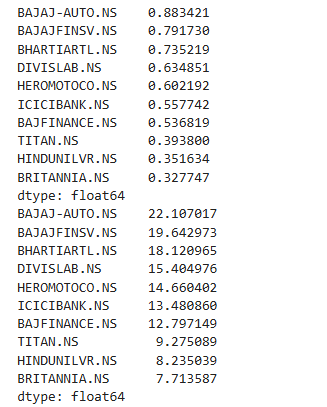 BAJAJ-AUTO.NS 0.883421
BAJAJFINSV.NS 0.791730
BHARTIARTL.NS 0.735219
DIVISLAB.NS 0.634851
HEROMOTOCO.NS 0.602192
ICICIBANK.NS 0.557742
BAJFINANCE.NS 0.536819
TITAN.NS 0.393800
HINDUNILVR.NS 0.351634
BRITANNIA.NS 0.327747
dtype: float64
BAJAJ-AUTO.NS 22.107017
BAJAJFINSV.NS 19.642973
BHARTIARTL.NS 18.120965
DIVISLAB.NS 15.404976
HEROMOTOCO.NS 14.660402
ICICIBANK.NS 13.480860
BAJFINANCE.NS 12.797149
TITAN.NS 9.275089
HINDUNILVR.NS 8.235039
BRITANNIA.NS 7.713587
dtype: float64